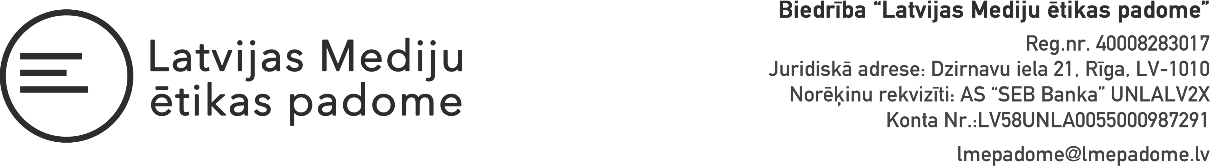 Latvijas Mediju
ētikas padome
Biedrība “Latvijas Mediju ētikas padome”
Reg.nr. 40008283017
Juridiskā adrese: Dzirnavu iela 21, Rīga, LV-1010
Norēķinu rekvizīti: AS “SEB Banka” UNLALV2X
Konta Nr.:LV58UNLA0055000987291
lmepadome@lmepadome.lv